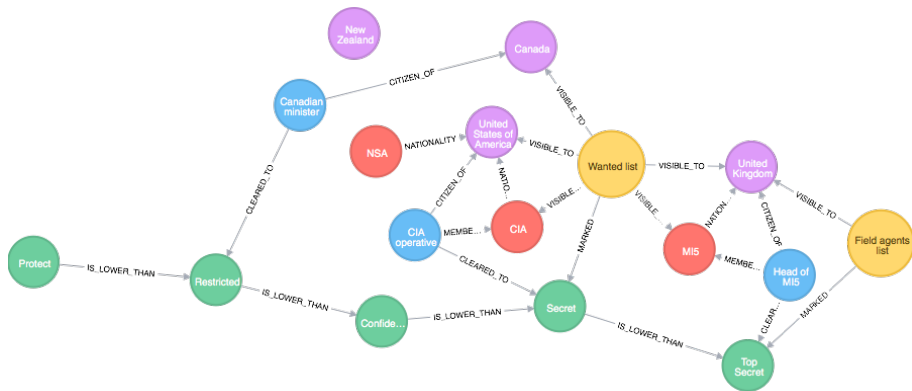 New
Zealand
Canada
CITIZEN_OF
Canadian
minister
VISIBLE_TO
United
States of
America
NSA
NATIONALITY
VISIBLE_TO
Wanted list
VISIBLE_TO
United
Kingdom
CLEARED_TO
CITIZEN_OF
NATIO...
VISIBLE...
VISIBLE...
NATION...
CITIZEN_OF
VISIBLE_TO
CIA
operative
MEMBE...
CIA
MARKED
MI5
MEMBE...
Head of
MI5
Field agents
list
Protect
IS_LOWER_THAN
Restricted
CLEARED_TO
CLEAR...
MARKED
IS_LOWER_THAN
Confide...
IS_LOWER_THAN
Secret
IS_LOWER_THAN
Top
Secret